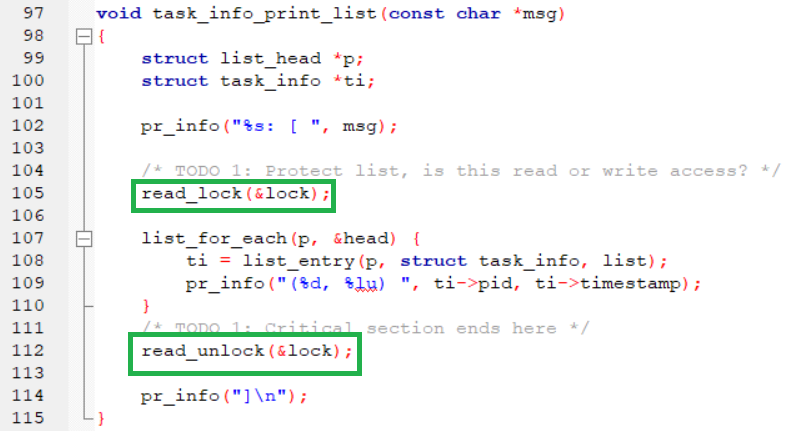 97 void task_info_print_list(const char *msg)
98 {
99 struct list_head *p;
100 struct task_info *ti;
101
102 pr_info("%s: [ ", msg);
103
104 /* TODO 1: Protect list, is this read or write access? */
105 read_lock(&lock);
106
107 list_for_each(p, &head) {
108 ti = list_entry(p, struct task_info, list);
109 pr_info("(%d, %lu) ", ti->pid, ti->timestamp);
110 }
111 /* TODO 1: Critical section ends here */
112 read_unlock(&lock);
113
114 pr_info("]\n");
115 }